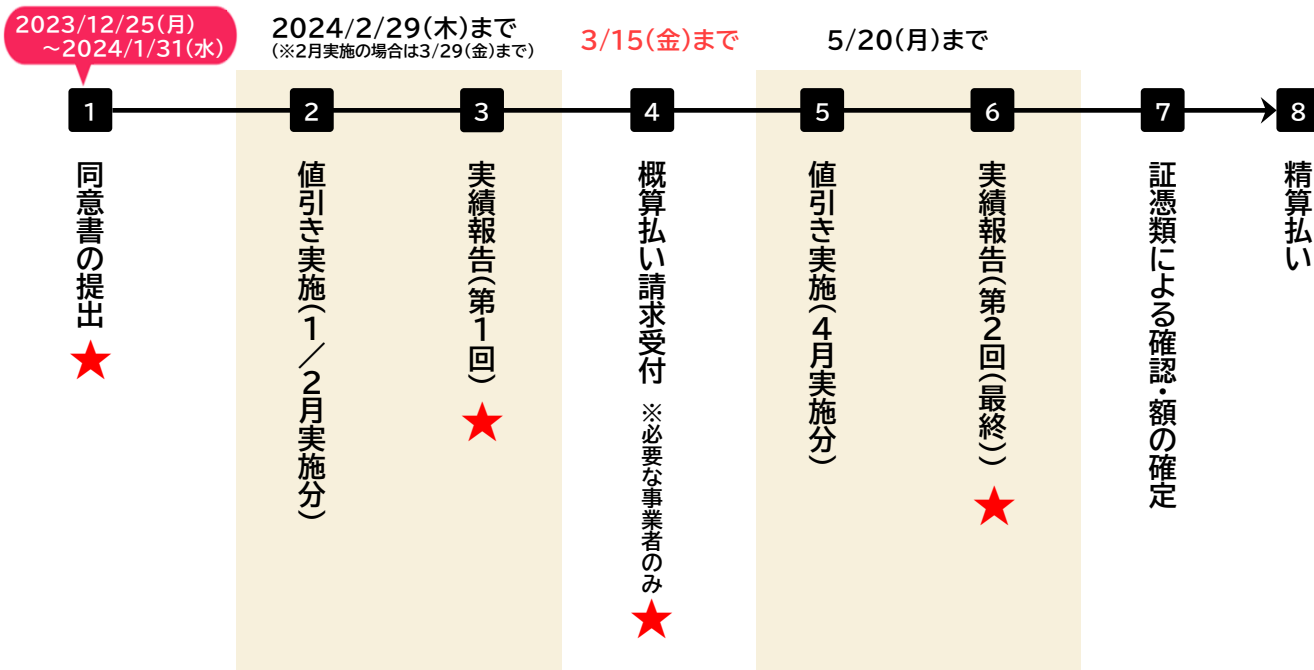 2023/12/25(月)
～2024/1/31(水)
2024/2/29(木)まで
(※2月実施の場合は3/29(金)まで)
3/15(金)まで
5/20(月)まで
1
2
3
4
5
6
7
8
同意書の提出
値引き実施(1／2月実施分)
実績報告(第1回)
概算払い請求受付 ※必要な事業者のみ
値引き実施(4月実施分)
実績報告(第2回(最終))
証憑類による確認・額の確定
精算払い